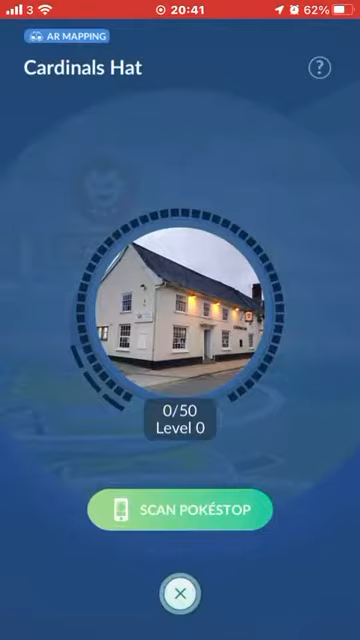 3 20:41 62%
AR MAPPING
Cardinals Hat
?
0/50
Level 0
SCAN POKÉSTOP